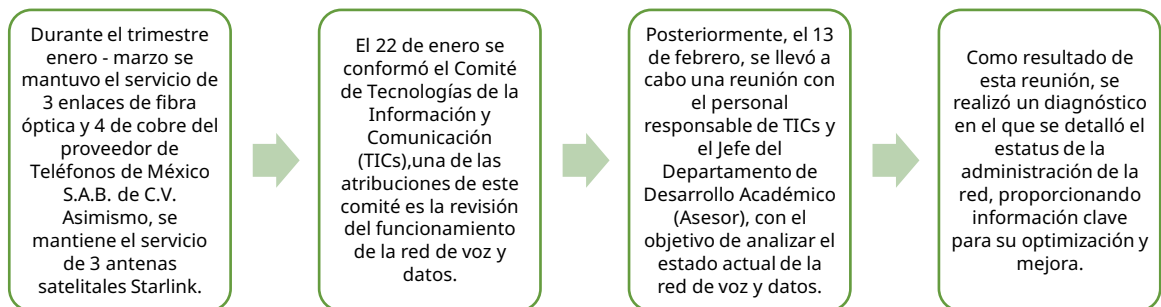 Durante el trimestre
enero - marzo se
mantuvo el servicio de
3 enlaces de fibra
óptica y 4 de cobre del
proveedor de
Teléfonos de México
S.A.B. de C.V.
Asimismo, se
mantiene el servicio
de 3 antenas
satelitales Starlink.
El 22 de enero se
conformó el Comité
de Tecnologías de la
Información y
Comunicación
(TICs),una de las
atribuciones de este
comité es la revisión
del funcionamiento
de la red de voz y
datos.
Posteriormente, el 13
de febrero, se llevó a
cabo una reunión con
el personal
responsable de TICs y
el Jefe del
Departamento de
Desarrollo Académico
(Asesor), con el
objetivo de analizar el
estado actual de la
red de voz y datos.
Como resultado de
esta reunión, se
realizó un diagnóstico
en el que se detalló el
estatus de la
administración de la
red, proporcionando
información clave
para su optimización y
mejora.